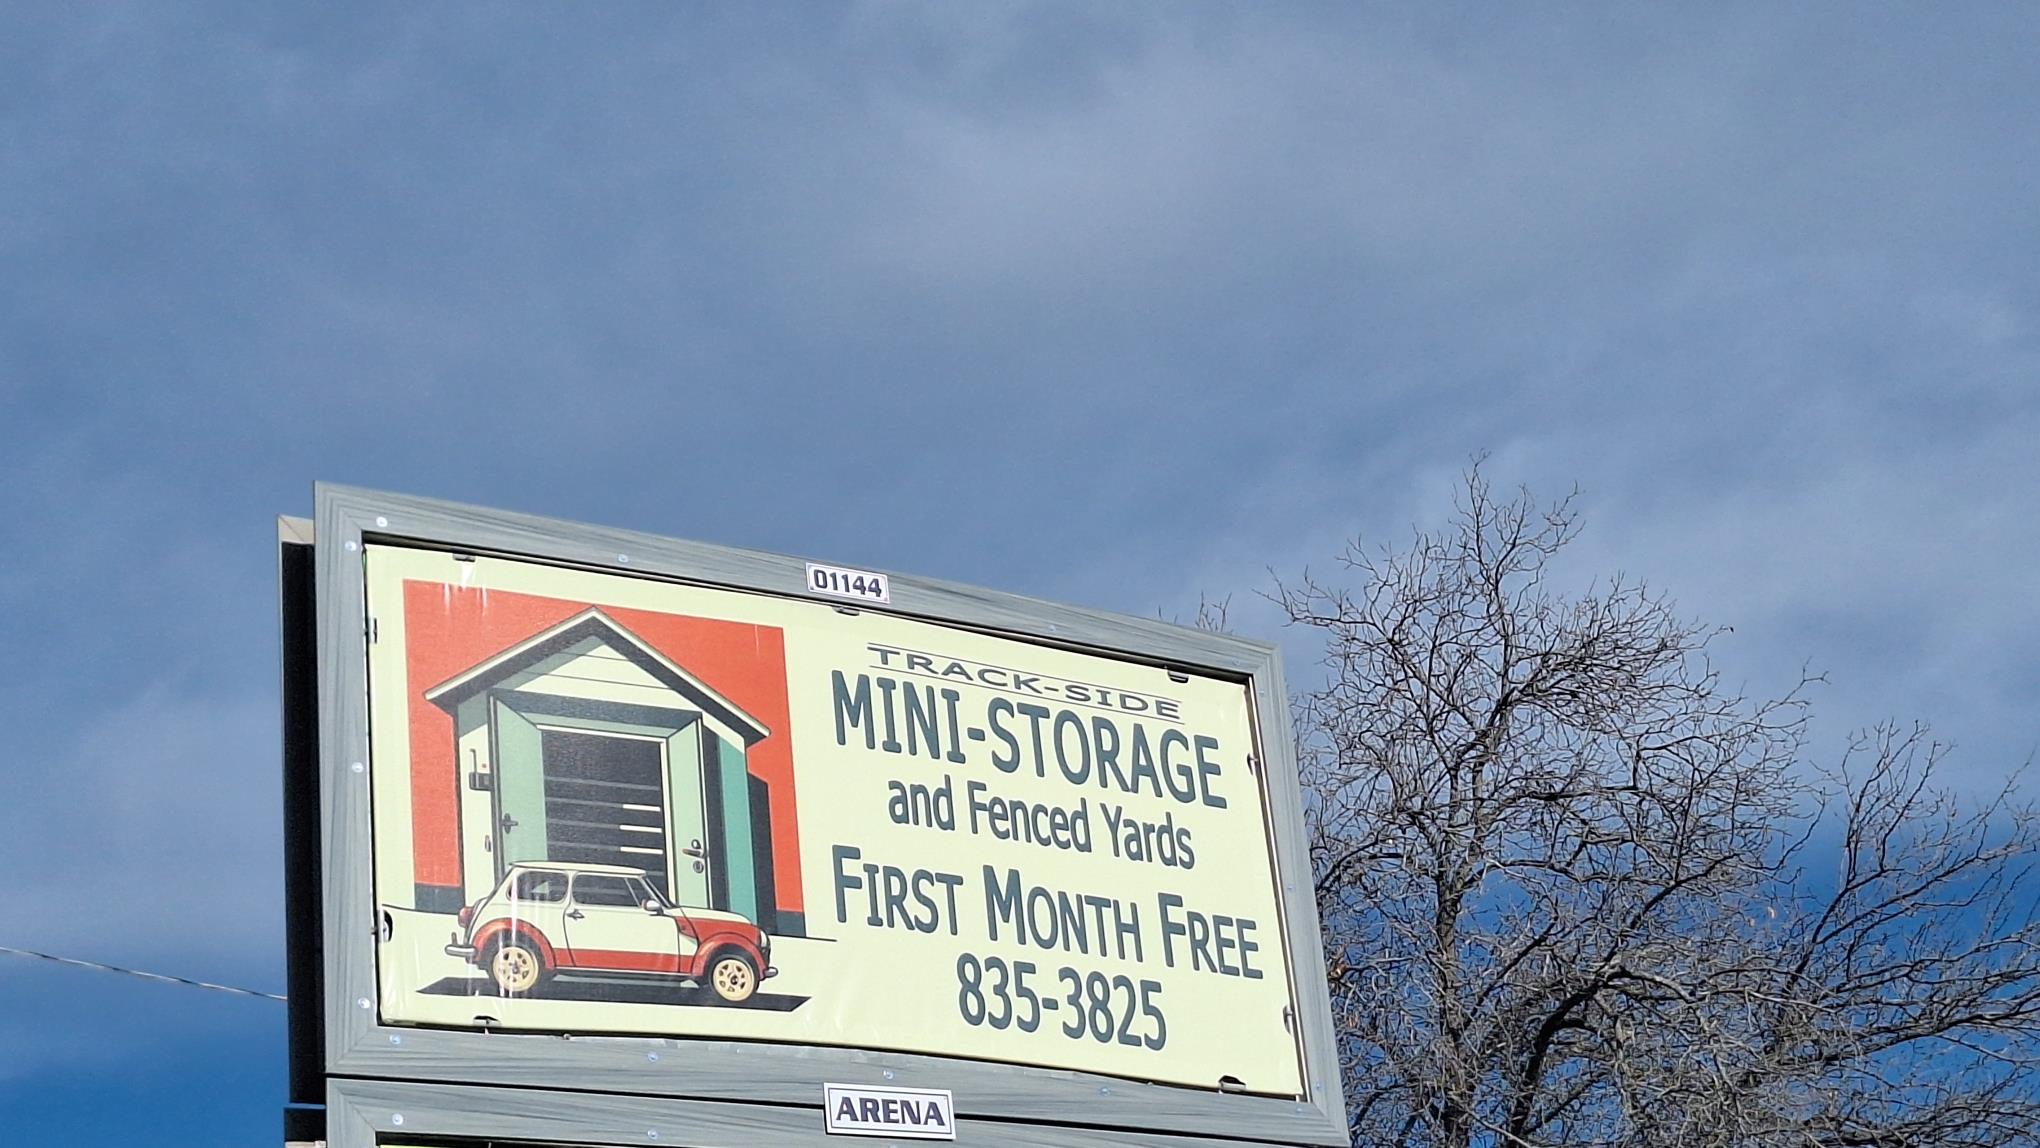 01144
TRACK-SIDE
MINI-STORAGE
and Fenced Yards
FIRST MONTH FREE
835-3825
ARENA